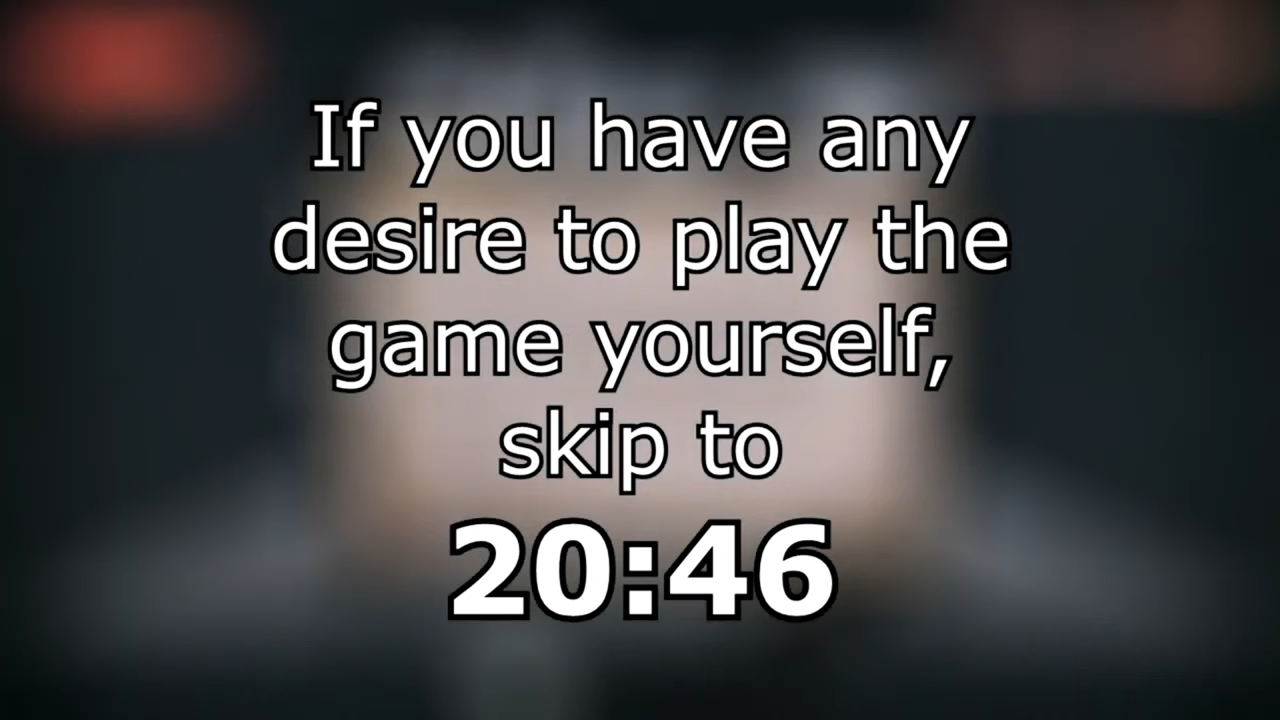 If you have any
desire to play the
game yourself,
skip to
20:46